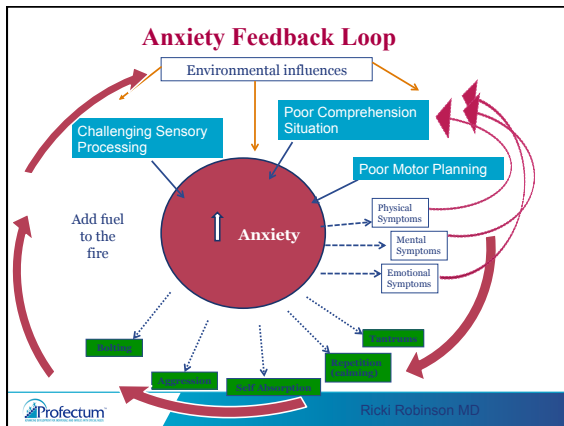 Anxiety Feedback Loop
Environmental influences
Poor Comprehension
Situation
Challenging Sensory
Processing
Poor Motor Planning
Physical
Symptoms
Add fuel
to the
fire
Anxiety
Mental
Symptoms
Emotional
Symptoms
Bolting
Tantrums
Repetition
(calming)
Aggression
Self Absorption
Profectum
Ricki Robinson MD